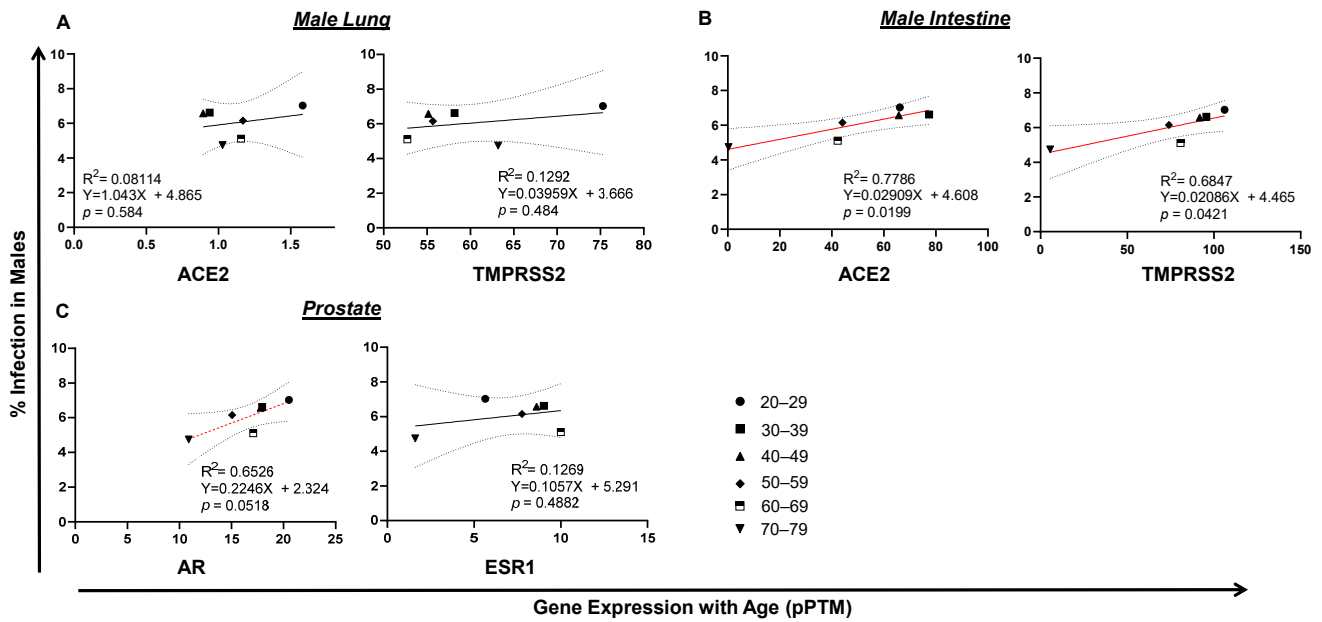 A
Male Lung
B
Male Intestine
% Infection in Males
10
8
6
4
2
0
0.0
0.5
1.0
1.5
R2= 0.08114
Y=1.043X + 4.865
p = 0.584
ACE2
10
8
6
4
2
0
50
55
60
65
70
75
80
R2= 0.1292
Y=0.03959X + 3.666
p = 0.484
TMPRSS2
10
8
6
4
2
0
0
20
40
60
80
100
R2= 0.7786
Y=0.02909X + 4.608
p = 0.0199
ACE2
10
8
6
4
2
0
0
50
100
150
R2= 0.6847
Y=0.02086X + 4.465
p = 0.0421
TMPRSS2
C
Prostate
10
8
6
4
2
0
0
5
10
15
20
25
R2= 0.6526
Y=0.2246X + 2.324
p = 0.0518
AR
10
8
6
4
2
0
0
5
10
15
R2= 0.1269
Y=0.1057X + 5.291
p = 0.4882
ESR1
20–29
30–39
40–49
50–59
60–69
70–79
Gene Expression with Age (pPTM)